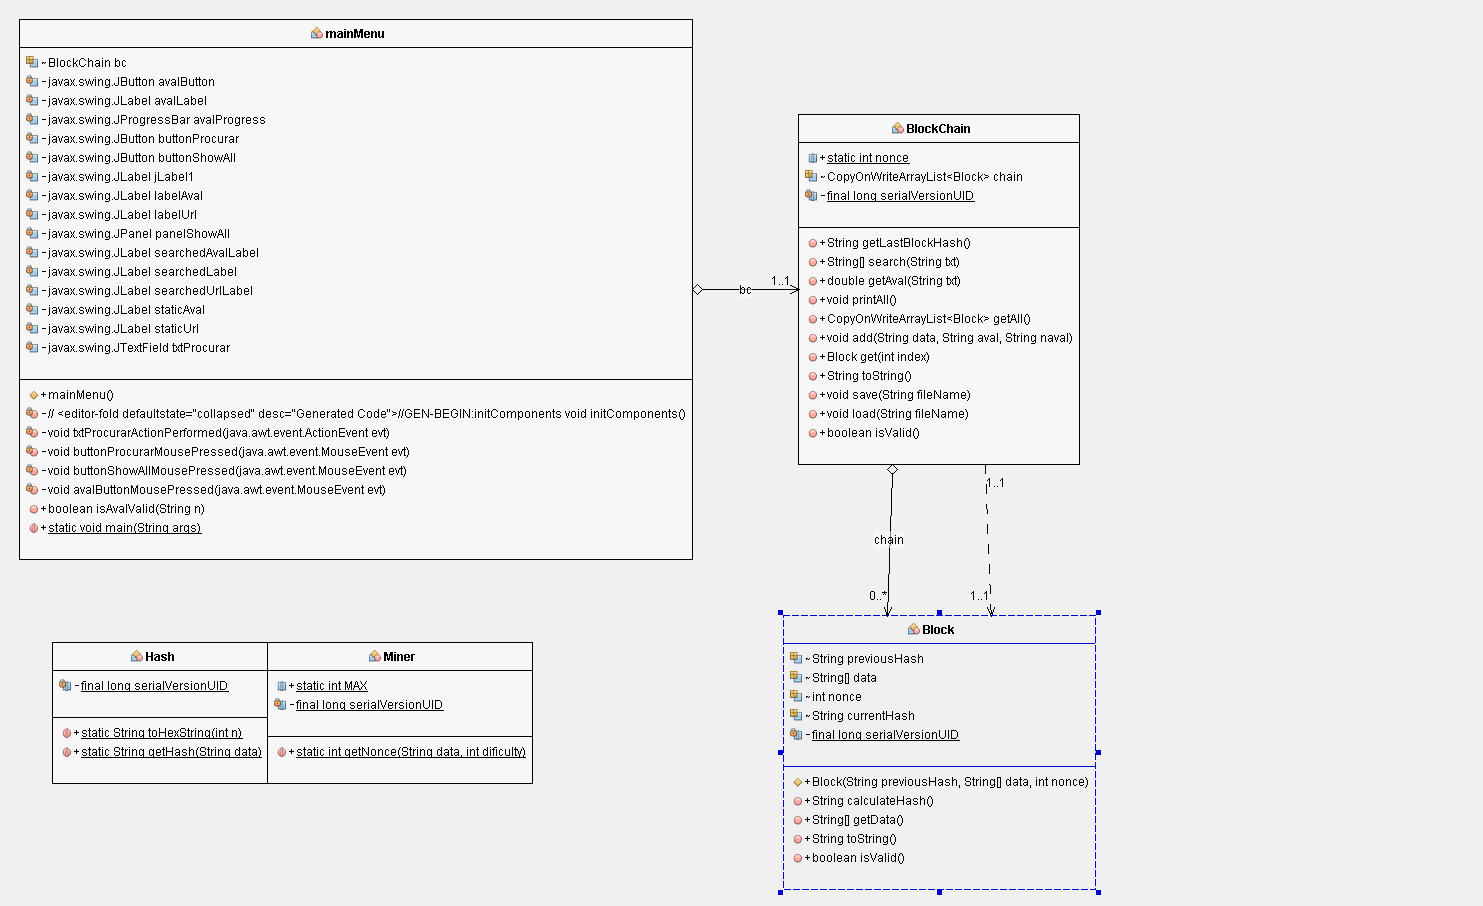 mainMenu
~BlockChain bc
-javax.swing.JButton avalButton
-javax.swing.JLabel avalLabel
-javax.swing.JProgressBar avalProgress
-javax.swing.JButton buttonProcurar
-javax.swing.JButton buttonShowAll
-javax.swing.JLabel jLabel1
-javax.swing.JLabel labelAval
-javax.swing.JLabel labelUrl
-javax.swing.JPanel panelShowAll
-javax.swing.JLabel searchedAvalLabel
-javax.swing.JLabel searchedLabel
-javax.swing.JLabel searchedUrlLabel
-javax.swing.JLabel staticAval
-javax.swing.JLabel staticUrl
-javax.swing.JTextField txtProcurar
+mainMenu()
-// <editor-fold defaultstate="collapsed" desc="Generated Code">//GEN-BEGIN:initComponents void initComponents()
-void txtProcurarActionPerformed(java.awt.event.ActionEvent evt)
-void buttonProcurarMousePressed(java.awt.event.MouseEvent evt)
-void buttonShowAllMousePressed(java.awt.event.MouseEvent evt)
-void avalButtonMousePressed(java.awt.event.MouseEvent evt)
+boolean isAvalValid(String n)
+static void main(String args)
bc
1..1
BlockChain
+static int nonce
~CopyOnWriteArrayList<Block> chain
-final long serialVersionUID
+String getLastBlockHash()
+String[] search(String txt)
+double getAval(String txt)
+void printAll()
+CopyOnWriteArrayList<Block> getAll()
+void add(String data, String aval, String naval)
+Block get(int index)
+String toString()
+void save(String fileName)
+void load(String fileName)
+boolean isValid()
1..1
chain
0..*
1..1
Hash
-final long serialVersionUID
+static String toHexString(int n)
+static String getHash(String data)
Miner
+static int MAX
-final long serialVersionUID
+static int getNonce(String data, int dificulty)
Block
~String previousHash
~String[] data
~int nonce
~String currentHash
-final long serialVersionUID
+Block(String previousHash, String[] data, int nonce)
+String calculateHash()
+String[] getData()
+String toString()
+boolean isValid()